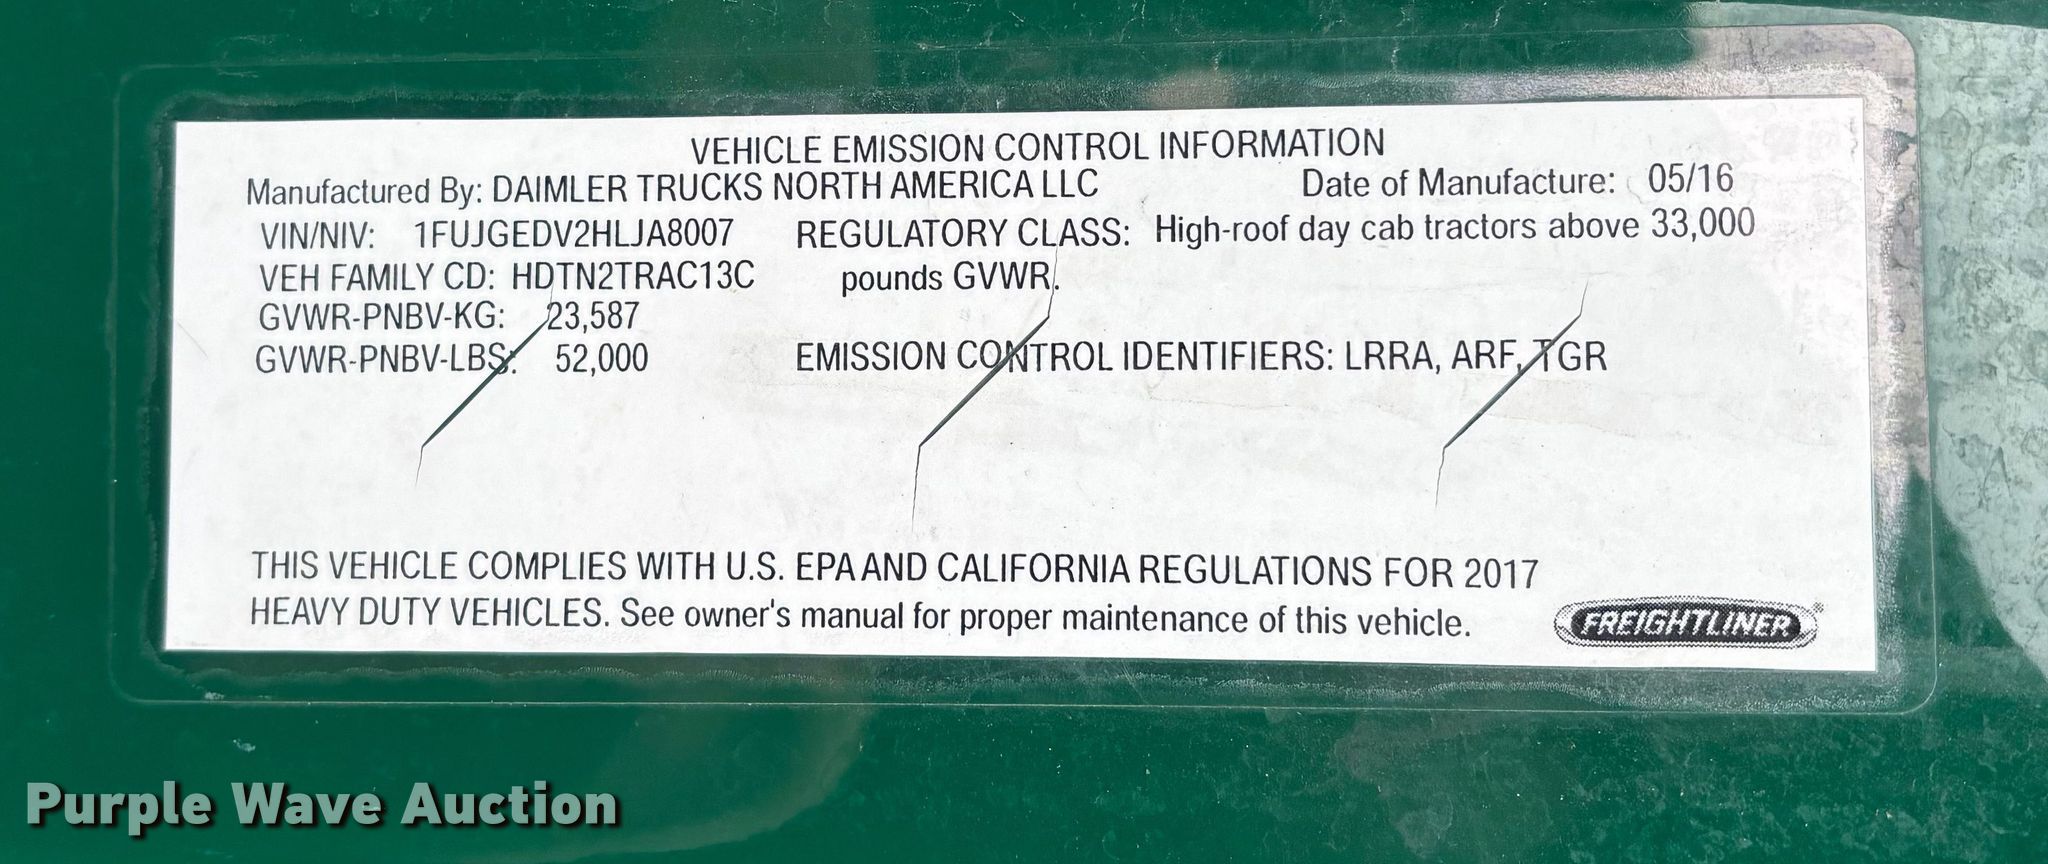 VEHICLE EMISSION CONTROL INFORMATION
Manufactured By: DAIMLER TRUCKS NORTH AMERICA LLC Date of Manufacture: 05/16
VIN/NIV: 1FUJGEDV2HLJA8007 REGULATORY CLASS: High-roof day cab tractors above 33,000
VEH FAMILY CD: HDTN2TRAC13C pounds GVWR.
GVWR-PNBV-KG: 23,587
GVWR-PNBV-LBS: 52,000 EMISSION CONTROL IDENTIFIERS: LRRA, ARF, TGR
THIS VEHICLE COMPLIES WITH U.S. EPA AND CALIFORNIA REGULATIONS FOR 2017
HEAVY DUTY VEHICLES. See owner's manual for proper maintenance of this vehicle.
FREIGHTLINER®
Purple Wave Auction